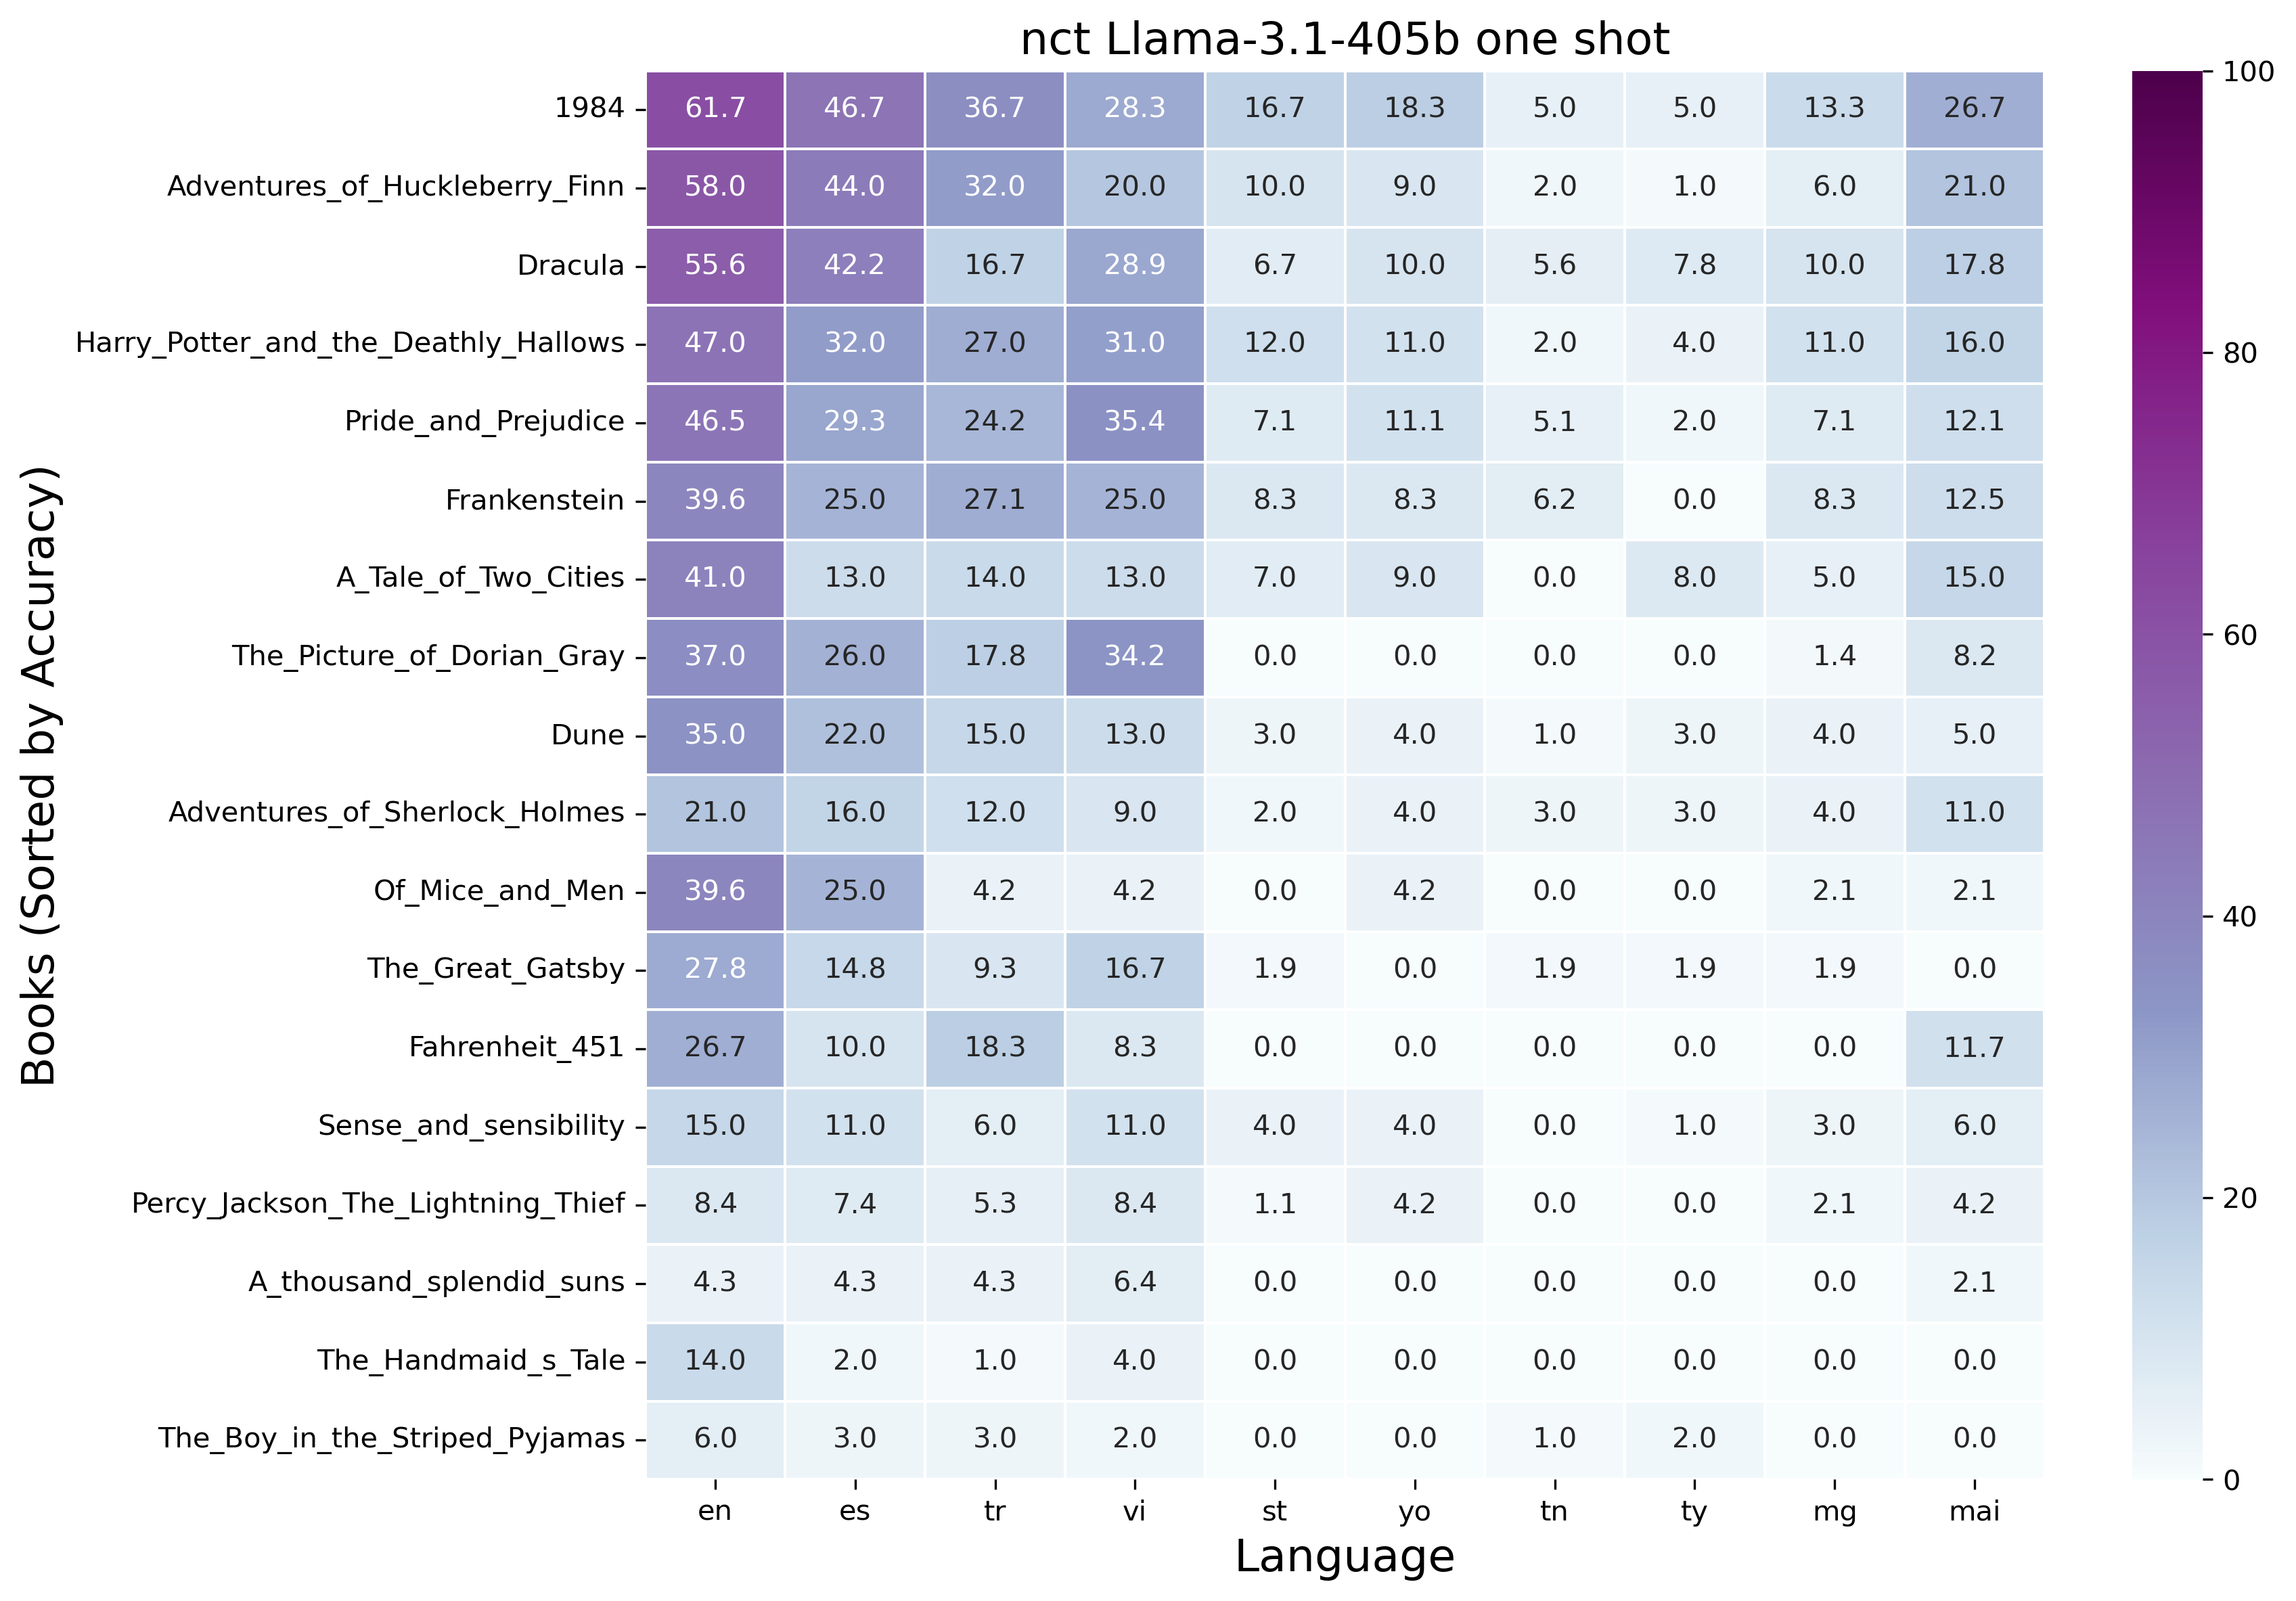 nct Llama-3.1-405b one shot
Books (Sorted by Accuracy)
1984 61.7 46.7 36.7 28.3 16.7 18.3 5.0 5.0 13.3 26.7
Adventures_of_Huckleberry_Finn 58.0 44.0 32.0 20.0 10.0 9.0 2.0 1.0 6.0 21.0
Dracula 55.6 42.2 16.7 28.9 6.7 10.0 5.6 7.8 10.0 17.8
Harry_Potter_and_the_Deathly_Hallows 47.0 32.0 27.0 31.0 12.0 11.0 2.0 4.0 11.0 16.0
Pride_and_Prejudice 46.5 29.3 24.2 35.4 7.1 11.1 5.1 2.0 7.1 12.1
Frankenstein 39.6 25.0 27.1 25.0 8.3 8.3 6.2 0.0 8.3 12.5
A_Tale_of_Two_Cities 41.0 13.0 14.0 13.0 7.0 9.0 0.0 8.0 5.0 15.0
The_Picture_of_Dorian_Gray 37.0 26.0 17.8 34.2 0.0 0.0 0.0 0.0 1.4 8.2
Dune 35.0 22.0 15.0 13.0 3.0 4.0 1.0 3.0 4.0 5.0
Adventures_of_Sherlock_Holmes 21.0 16.0 12.0 9.0 2.0 4.0 3.0 3.0 4.0 11.0
Of_Mice_and_Men 39.6 25.0 4.2 4.2 0.0 4.2 0.0 0.0 2.1 2.1
The_Great_Gatsby 27.8 14.8 9.3 16.7 1.9 0.0 1.9 1.9 1.9 0.0
Fahrenheit_451 26.7 10.0 18.3 8.3 0.0 0.0 0.0 0.0 0.0 11.7
Sense_and_sensibility 15.0 11.0 6.0 11.0 4.0 4.0 0.0 1.0 3.0 6.0
Percy_Jackson_The_Lightning_Thief 8.4 7.4 5.3 8.4 1.1 4.2 0.0 0.0 2.1 4.2
A_thousand_splendid_suns 4.3 4.3 4.3 6.4 0.0 0.0 0.0 0.0 0.0 2.1
The_Handmaid_s_Tale 14.0 2.0 1.0 4.0 0.0 0.0 0.0 0.0 0.0 0.0
The_Boy_in_the_Striped_Pyjamas 6.0 3.0 3.0 2.0 0.0 0.0 1.0 2.0 0.0 0.0
en es tr vi st yo tn ty mg mai
Language
100
80
60
40
20
0